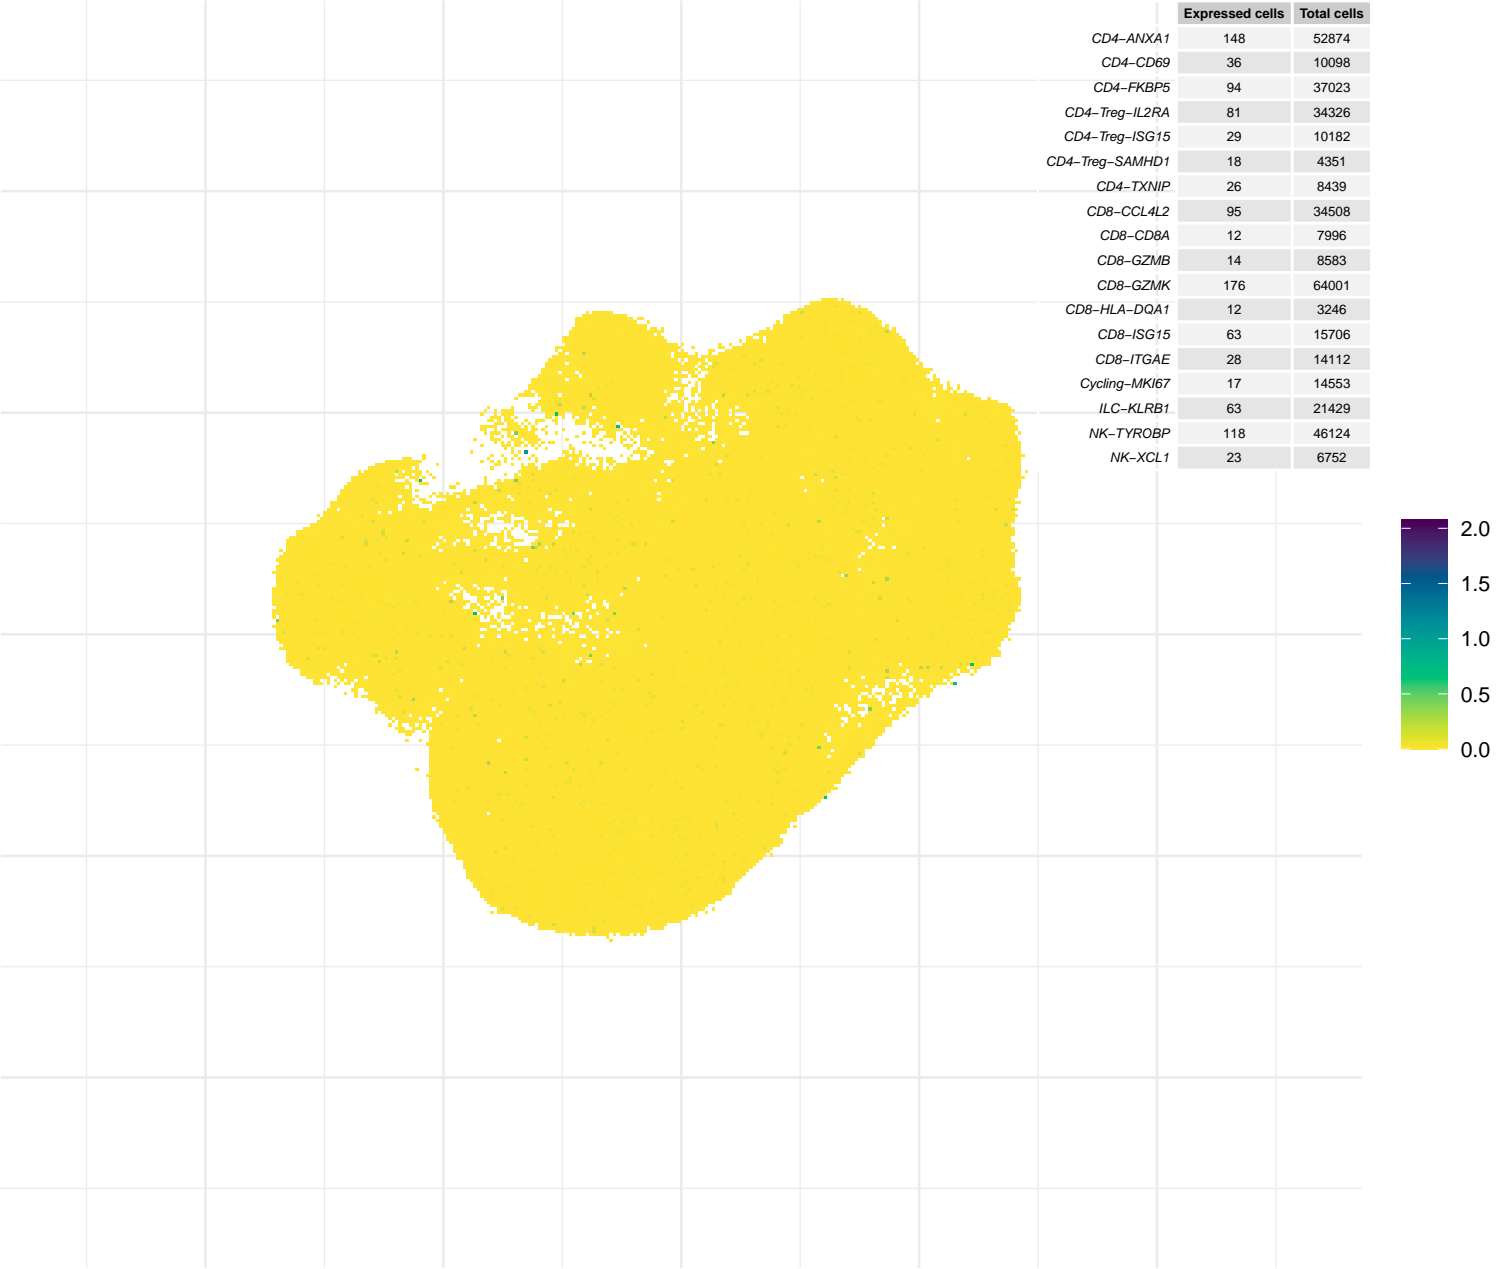 Expressed cells Total cells
CD4−ANXA1 148 52874
CD4−CD69 36 10098
CD4−FKBP5 94 37023
CD4−Treg−IL2RA 81 34326
CD4−Treg−ISG15 29 10182
CD4−Treg−SAMHD1 18 4351
CD4−TXNIP 26 8439
CD8−CCL4L2 95 34508
CD8−CD8A 12 7996
CD8−GZMB 14 8583
CD8−GZMK 176 64001
CD8−HLA−DQA1 12 3246
CD8−ISG15 63 15706
CD8−ITGAE 28 14112
Cycling−MKI67 17 14553
ILC−KLRB1 63 21429
NK−TYROBP 118 46124
NK−XCL1 23 6752
2.0
1.5
1.0
0.5
0.0